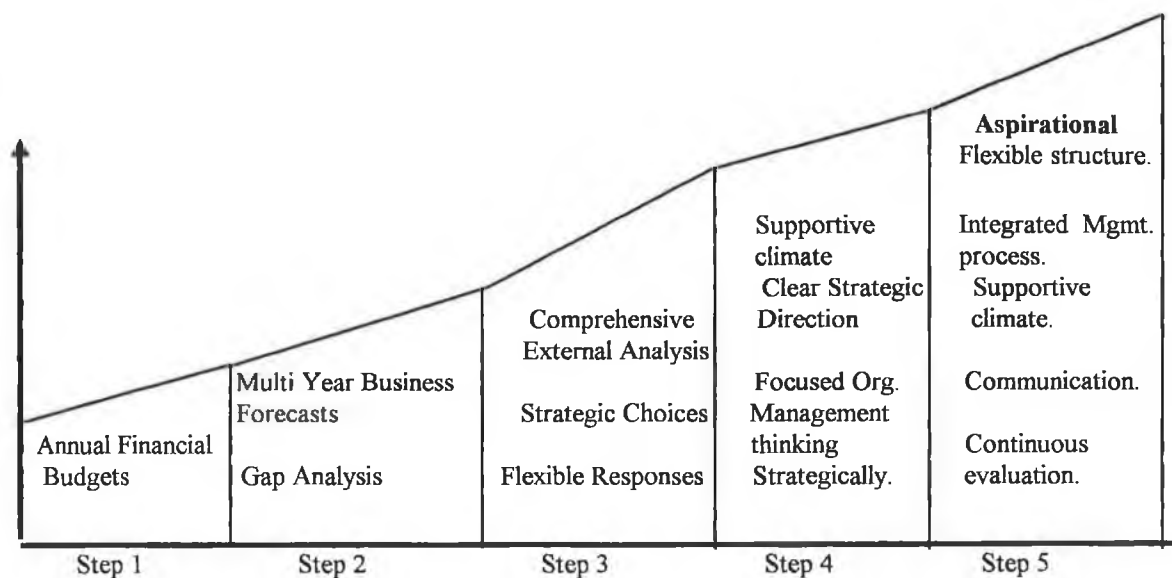 Annual Financial
Budgets
Multi Year Business
Forecasts
Gap Analysis
Comprehensive
External Analysis
Strategic Choices
Flexible Responses
Supportive
climate
Clear Strategic
Direction
Focused Org.
Management
thinking
Strategically.
Aspirational
Flexible structure.
Integrated Mgmt.
process.
Supportive
climate.
Communication.
Continuous
evaluation.
Step 1
Step 2
Step 3
Step 4
Step 5